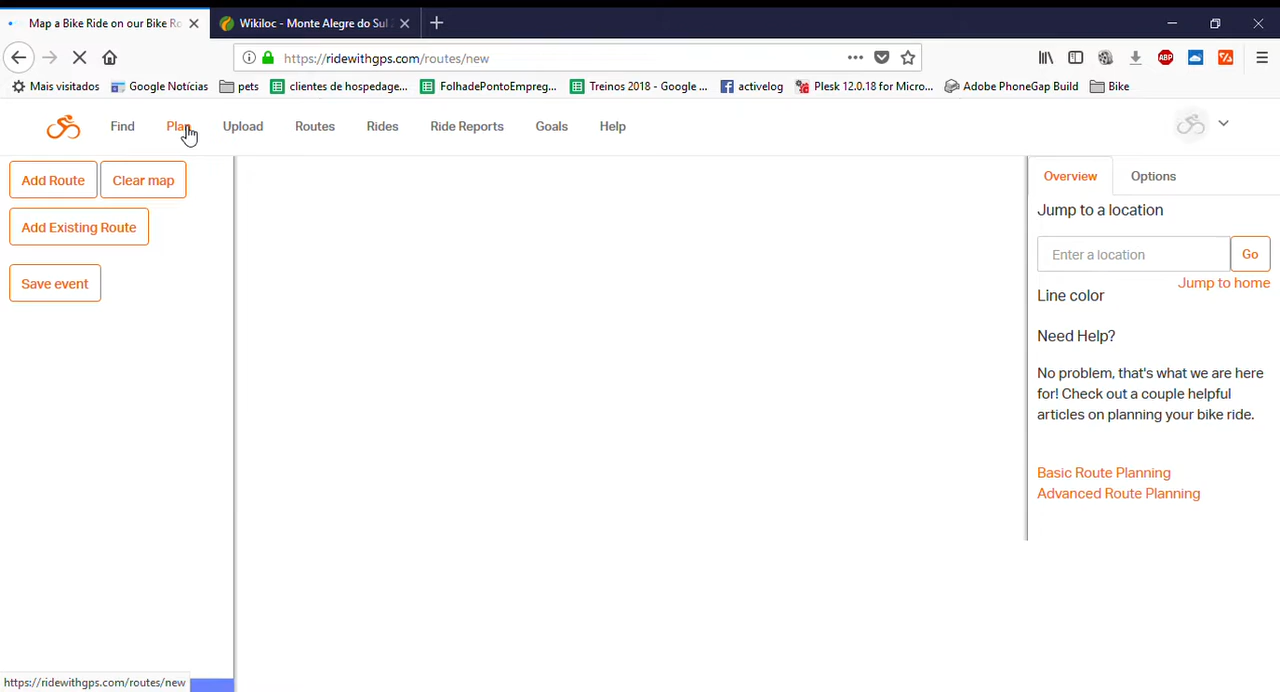 Map a Bike Ride on our Bike Ro
Wikiloc - Monte Alegre do Sul
https://ridewithgps.com/routes/new
Mais visitados
Google Notícias
pets
clientes de hospedage...
FolhadePontoEmpreg...
Treinos 2018 - Google ...
activelog
Plesk 12.0.18 for Micro...
Adobe PhoneGap Build
Bike
ABP
Find
Plan
Upload
Routes
Rides
Ride Reports
Goals
Help
Add Route
Clear map
Add Existing Route
Save event
Overview
Options
Jump to a location
Enter a location
Go
Jump to home
Line color
Need Help?
No problem, that's what we are here
for! Check out a couple helpful
articles on planning your bike ride.
Basic Route Planning
Advanced Route Planning
https://ridewithgps.com/routes/new